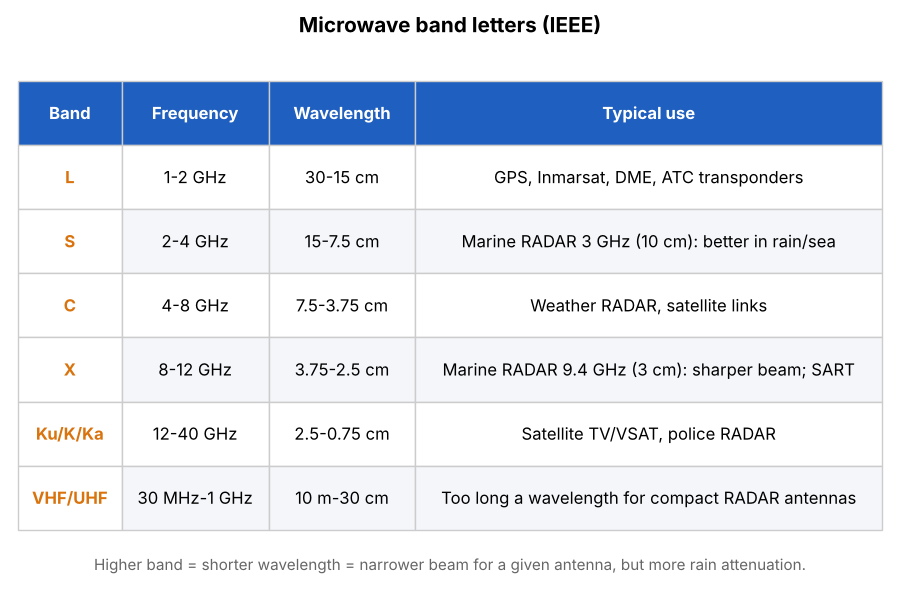 Microwave band letters (IEEE)
Band Frequency Wavelength Typical use
L 1-2 GHz 30-15 cm GPS, Inmarsat, DME, ATC transponders
S 2-4 GHz 15-7.5 cm Marine RADAR 3 GHz (10 cm): better in rain/sea
C 4-8 GHz 7.5-3.75 cm Weather RADAR, satellite links
X 8-12 GHz 3.75-2.5 cm Marine RADAR 9.4 GHz (3 cm): sharper beam; SART
Ku/K/Ka 12-40 GHz 2.5-0.75 cm Satellite TV/VSAT, police RADAR
VHF/UHF 30 MHz-1 GHz 10 m-30 cm Too long a wavelength for compact RADAR antennas
Higher band = shorter wavelength = narrower beam for a given antenna, but more rain attenuation.